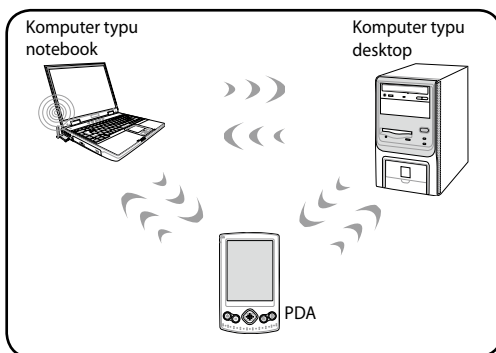 Komputer typu
notebook
Komputer typu
desktop
PDA